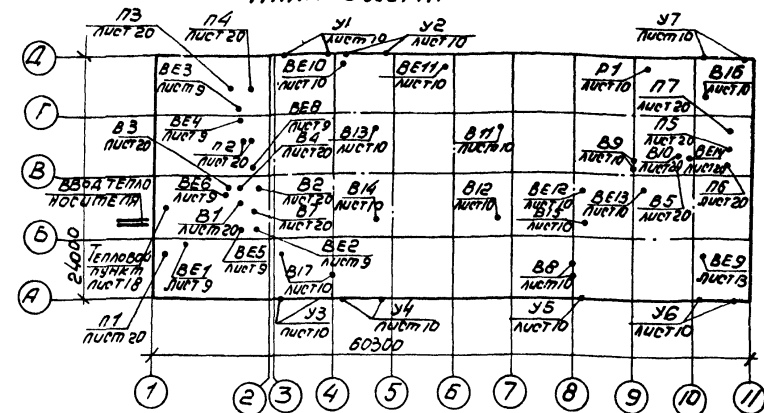 ПЛАН-СХЕМА
П3
ЛИСТ 20
П4
ЛИСТ 20
У1
ЛИСТ 10
У2
ЛИСТ 10
У7
ЛИСТ 10
Д
ВЕ3
ЛИСТ 9
ВЕ10
ЛИСТ 10
ВЕ11
ЛИСТ 10
Р1
ЛИСТ 10
П7
ЛИСТ 20
В16
ЛИСТ 10
Г
ВЕ4
ЛИСТ 9
ВЕ8
ЛИСТ 9
В3
ЛИСТ 20
П2
В4
ЛИСТ 20
В13
ЛИСТ 10
В11
ЛИСТ 10
В9
ЛИСТ 10
П5
ЛИСТ 20
В10
ЛИСТ 20
ВЕ14
ЛИСТ 20
В
ВВОД ТЕПЛО
НОСИТЕЛЯ
ВЕ6
ЛИСТ 9
В2
ЛИСТ 20
В14
ЛИСТ 10
В12
ЛИСТ 10
ВЕ12
ЛИСТ 10
ВЕ13
ЛИСТ 10
В5
ЛИСТ 20
П6
ЛИСТ 20
В1
ЛИСТ 20
В7
ЛИСТ 20
В15
ЛИСТ 10
Б
24000
ТЕПЛОВОЙ
ПУНКТ
ЛИСТ 18
ВЕ1
ЛИСТ 9
ВЕ5
ЛИСТ 9
ВЕ2
ЛИСТ 9
В17
ЛИСТ 10
В8
ЛИСТ 10
ВЕ9
ЛИСТ 13
А
П1
ЛИСТ 20
У3
ЛИСТ 10
У4
ЛИСТ 10
У5
ЛИСТ 10
У6
ЛИСТ 10
60300
1 2 3 4 5 6 7 8 9 10 11